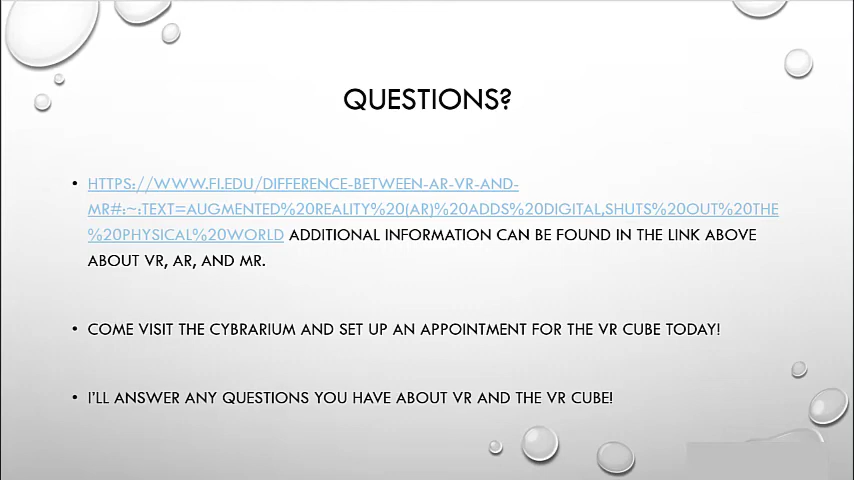 QUESTIONS?
• HTTPS://WWW.FI.EDU/DIFFERENCE-BETWEEN-AR-VR-AND-
MR#:~:TEXT=AUGMENTED%20REALITY%20(AR)%20ADDS%20DIGITAL,SHUTS%20OUT%20THE
%20PHYSICAL%20WORLD ADDITIONAL INFORMATION CAN BE FOUND IN THE LINK ABOVE
ABOUT VR, AR, AND MR.
• COME VISIT THE CYBRARIUM AND SET UP AN APPOINTMENT FOR THE VR CUBE TODAY!
• I'LL ANSWER ANY QUESTIONS YOU HAVE ABOUT VR AND THE VR CUBE!